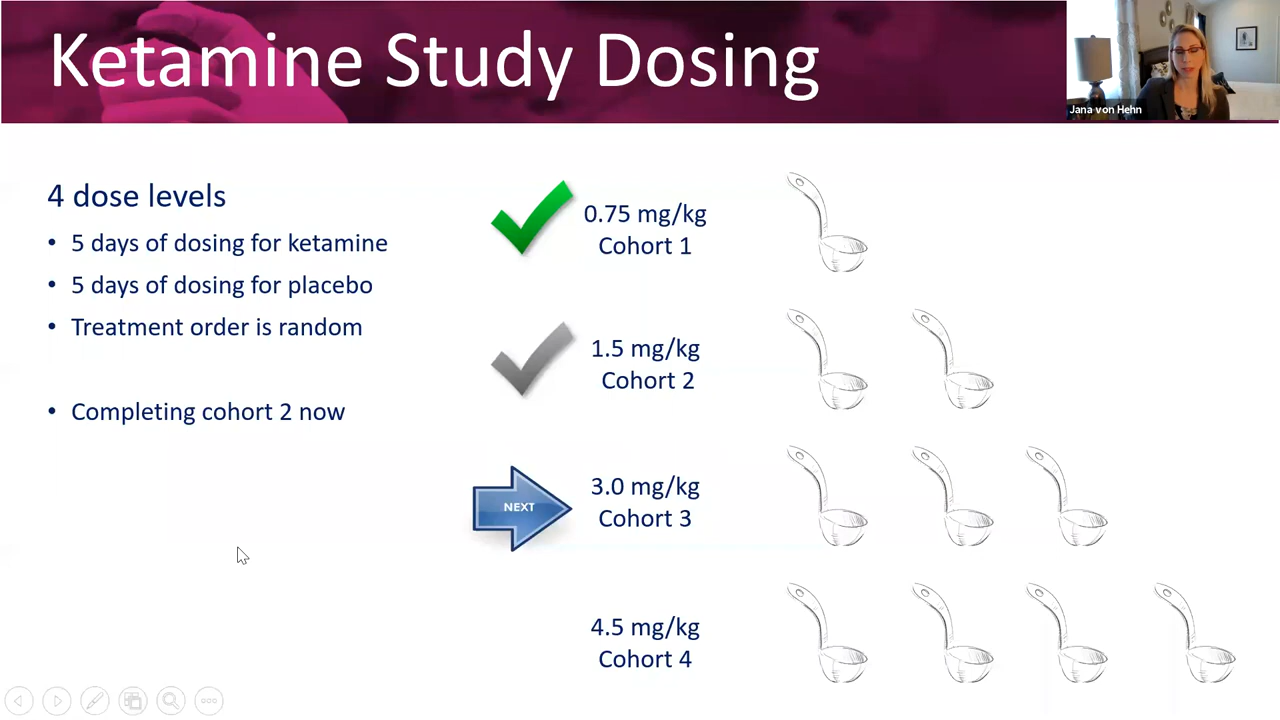 Ketamine Study Dosing
Jana von Hehn
4 dose levels
• 5 days of dosing for ketamine
• 5 days of dosing for placebo
• Treatment order is random
• Completing cohort 2 now
0.75 mg/kg
Cohort 1
1.5 mg/kg
Cohort 2
NEXT
3.0 mg/kg
Cohort 3
4.5 mg/kg
Cohort 4